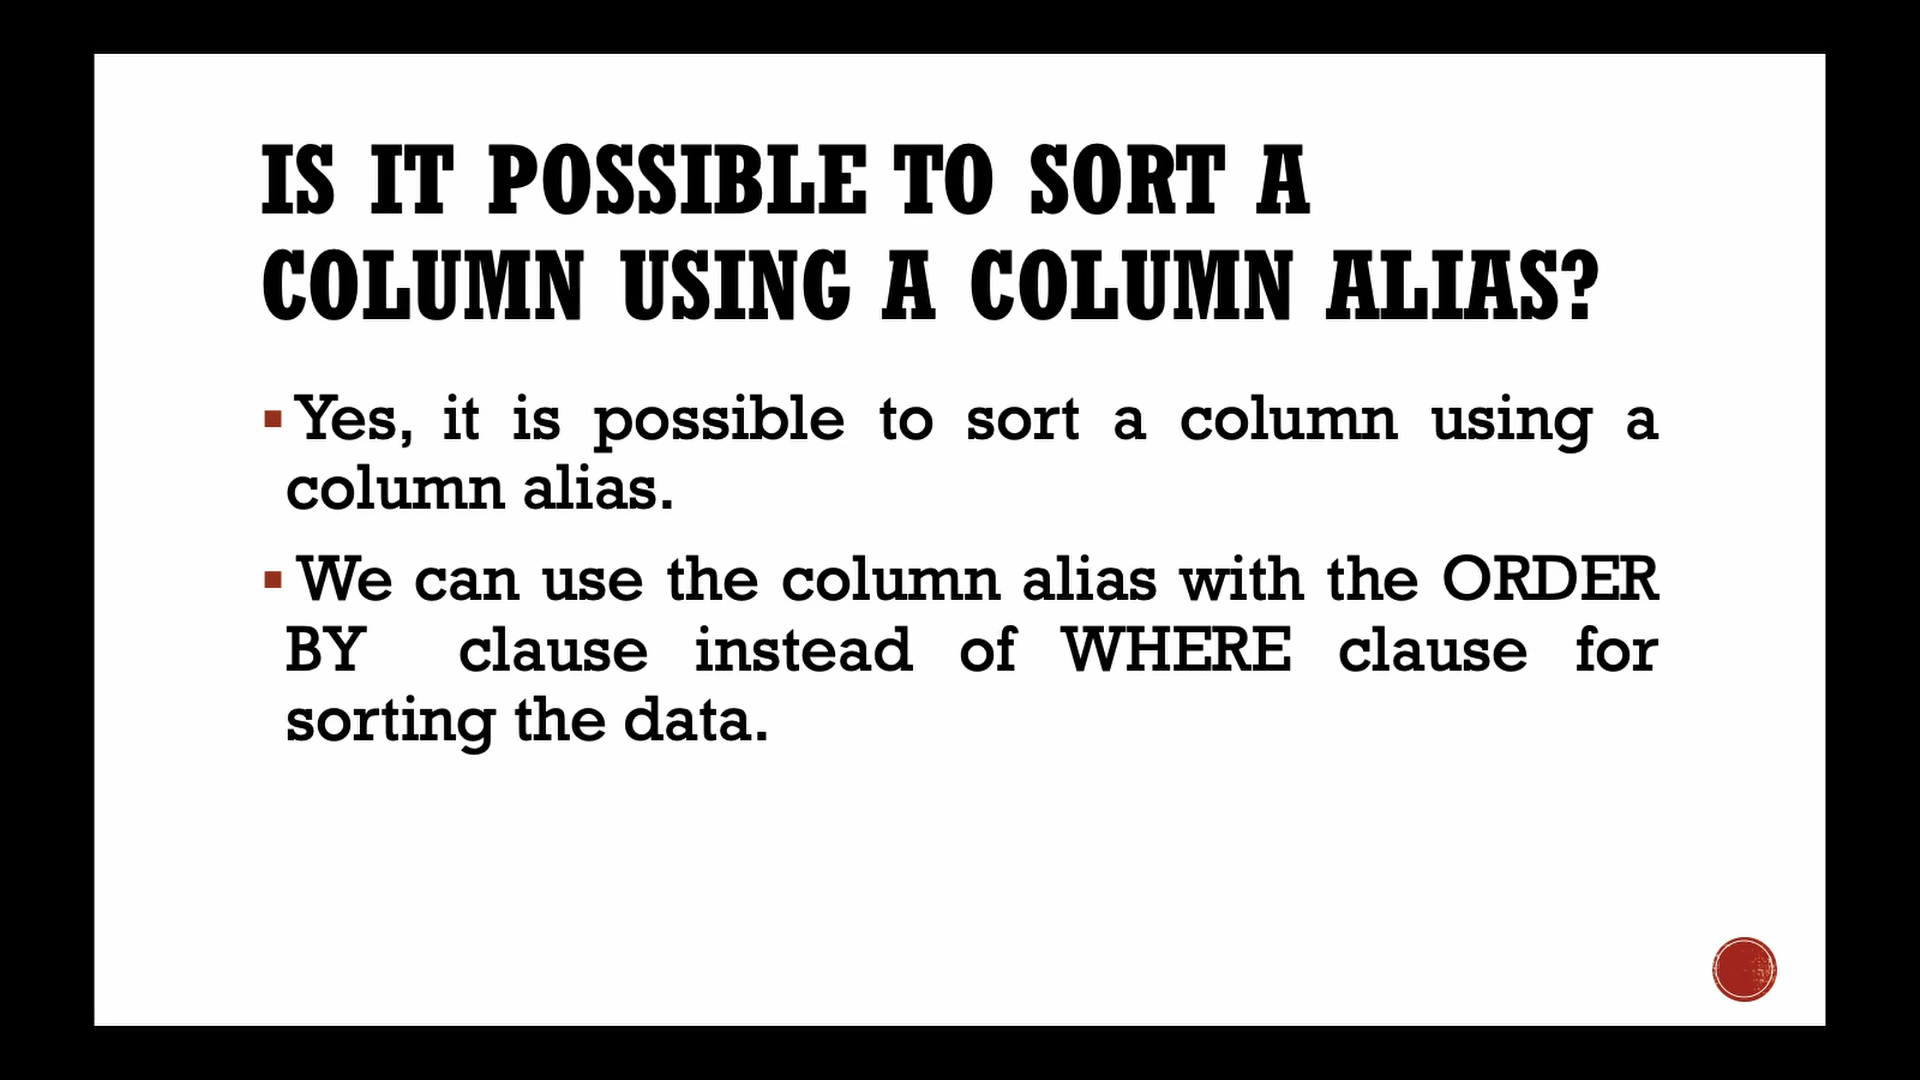 IS IT POSSIBLE TO SORT A
COLUMN USING A COLUMN ALIAS?
▪ Yes, it is possible to sort a column using a
column alias.
▪ We can use the column alias with the ORDER
BY clause instead of WHERE clause for
sorting the data.